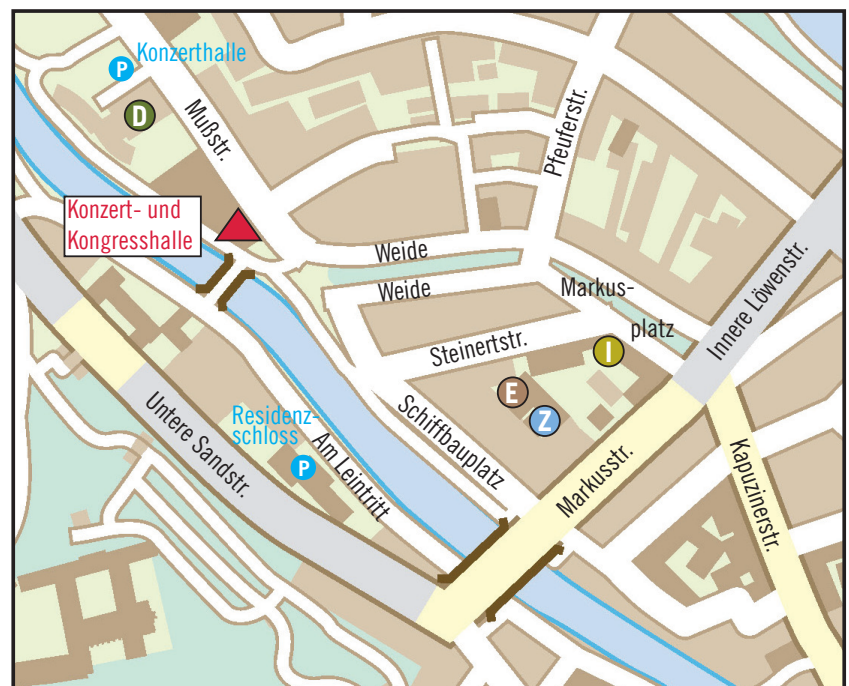 Konzerthalle
P
D
Mußstr.
Pfeuferstr.
Konzert- und
Kongresshalle
Weide
Weide
Markus-
platz
Innere Löwenstr.
Steinertstr.
I
E
Z
Residenz-
schloss
P
Untere Sandstr.
Am Leintritt
Schiffbauplatz
Markusstr.
Kapuzinerstr.